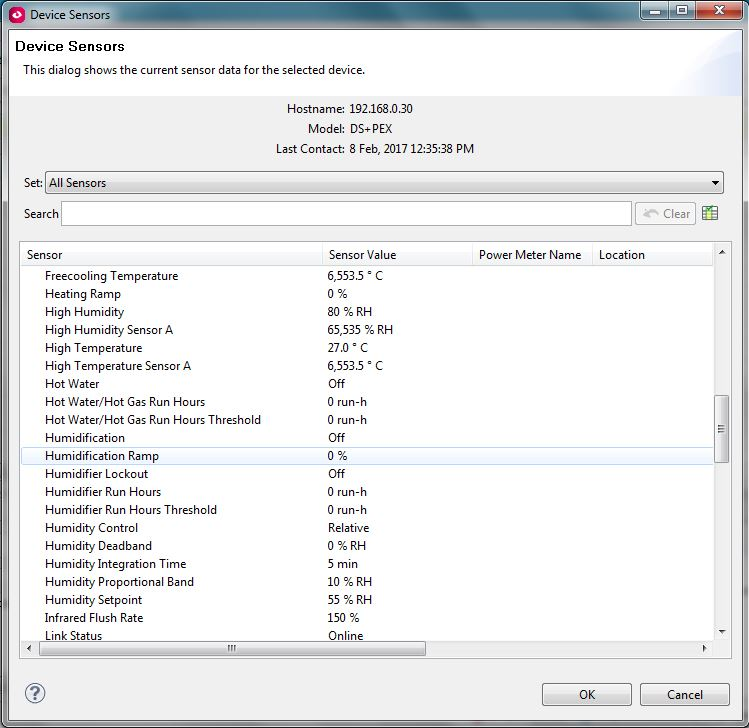 Device Sensors
Device Sensors
This dialog shows the current sensor data for the selected device.
Hostname: 192.168.0.30
Model: DS+PEX
Last Contact: 8 Feb, 2017 12:35:38 PM
Set: All Sensors
Search Clear
Sensor Sensor Value Power Meter Name Location
Freecooling Temperature 6,553.5 ° C
Heating Ramp 0 %
High Humidity 80 % RH
High Humidity Sensor A 65,535 % RH
High Temperature 27.0 ° C
High Temperature Sensor A 6,553.5 ° C
Hot Water Off
Hot Water/Hot Gas Run Hours 0 run-h
Hot Water/Hot Gas Run Hours Threshold 0 run-h
Humidification Off
Humidification Ramp 0 %
Humidifier Lockout Off
Humidifier Run Hours 0 run-h
Humidifier Run Hours Threshold 0 run-h
Humidity Control Relative
Humidity Deadband 0 % RH
Humidity Integration Time 5 min
Humidity Proportional Band 10 % RH
Humidity Setpoint 55 % RH
Infrared Flush Rate 150 %
Link Status Online
? OK Cancel